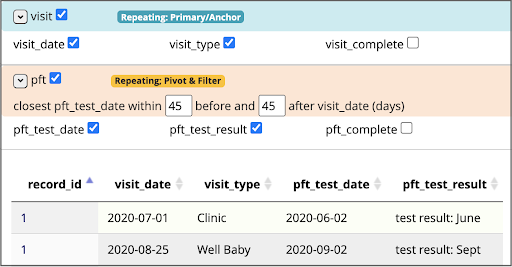 visit Repeating: Primary/Anchor
visit_date visit_type visit_complete
pft Repeating; Pivot & Filter
closest pft_test_date within 45 before and 45 after visit_date (days)
pft_test_date pft_test_result pft_complete
record_id visit_date visit_type pft_test_date pft_test_result
1 2020-07-01 Clinic 2020-06-02 test result: June
1 2020-08-25 Well Baby 2020-09-02 test result: Sept